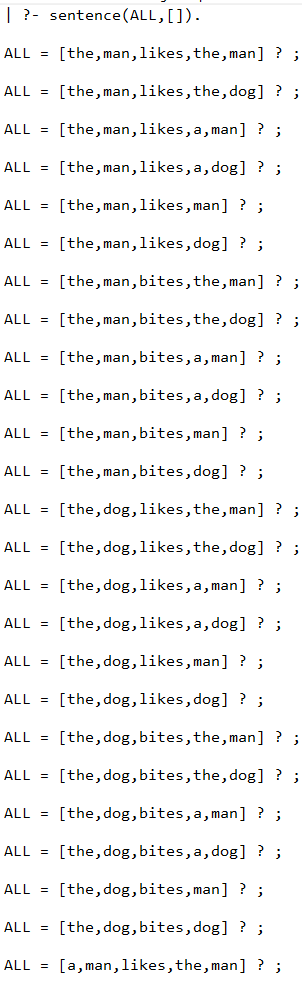 | ?- sentence(ALL,[]).
ALL = [the,man,likes,the,man] ? ;
ALL = [the,man,likes,the,dog] ? ;
ALL = [the,man,likes,a,man] ? ;
ALL = [the,man,likes,a,dog] ? ;
ALL = [the,man,likes,man] ? ;
ALL = [the,man,likes,dog] ? ;
ALL = [the,man,bites,the,man] ? ;
ALL = [the,man,bites,the,dog] ? ;
ALL = [the,man,bites,a,man] ? ;
ALL = [the,man,bites,a,dog] ? ;
ALL = [the,man,bites,man] ? ;
ALL = [the,man,bites,dog] ? ;
ALL = [the,dog,likes,the,man] ? ;
ALL = [the,dog,likes,the,dog] ? ;
ALL = [the,dog,likes,a,man] ? ;
ALL = [the,dog,likes,a,dog] ? ;
ALL = [the,dog,likes,man] ? ;
ALL = [the,dog,likes,dog] ? ;
ALL = [the,dog,bites,the,man] ? ;
ALL = [the,dog,bites,the,dog] ? ;
ALL = [the,dog,bites,a,man] ? ;
ALL = [the,dog,bites,a,dog] ? ;
ALL = [the,dog,bites,man] ? ;
ALL = [the,dog,bites,dog] ? ;
ALL = [a,man,likes,the,man] ? ;